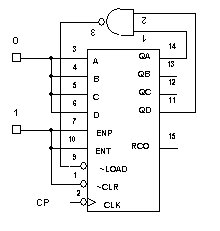 3
2
1
0
3 A QA 14
4 B QB 13
5 C QC 12
6 D QD 11
1
7 ENP
10 ENT RCO 15
9 ~LOAD
1 ~CLR
CP 2 CLK